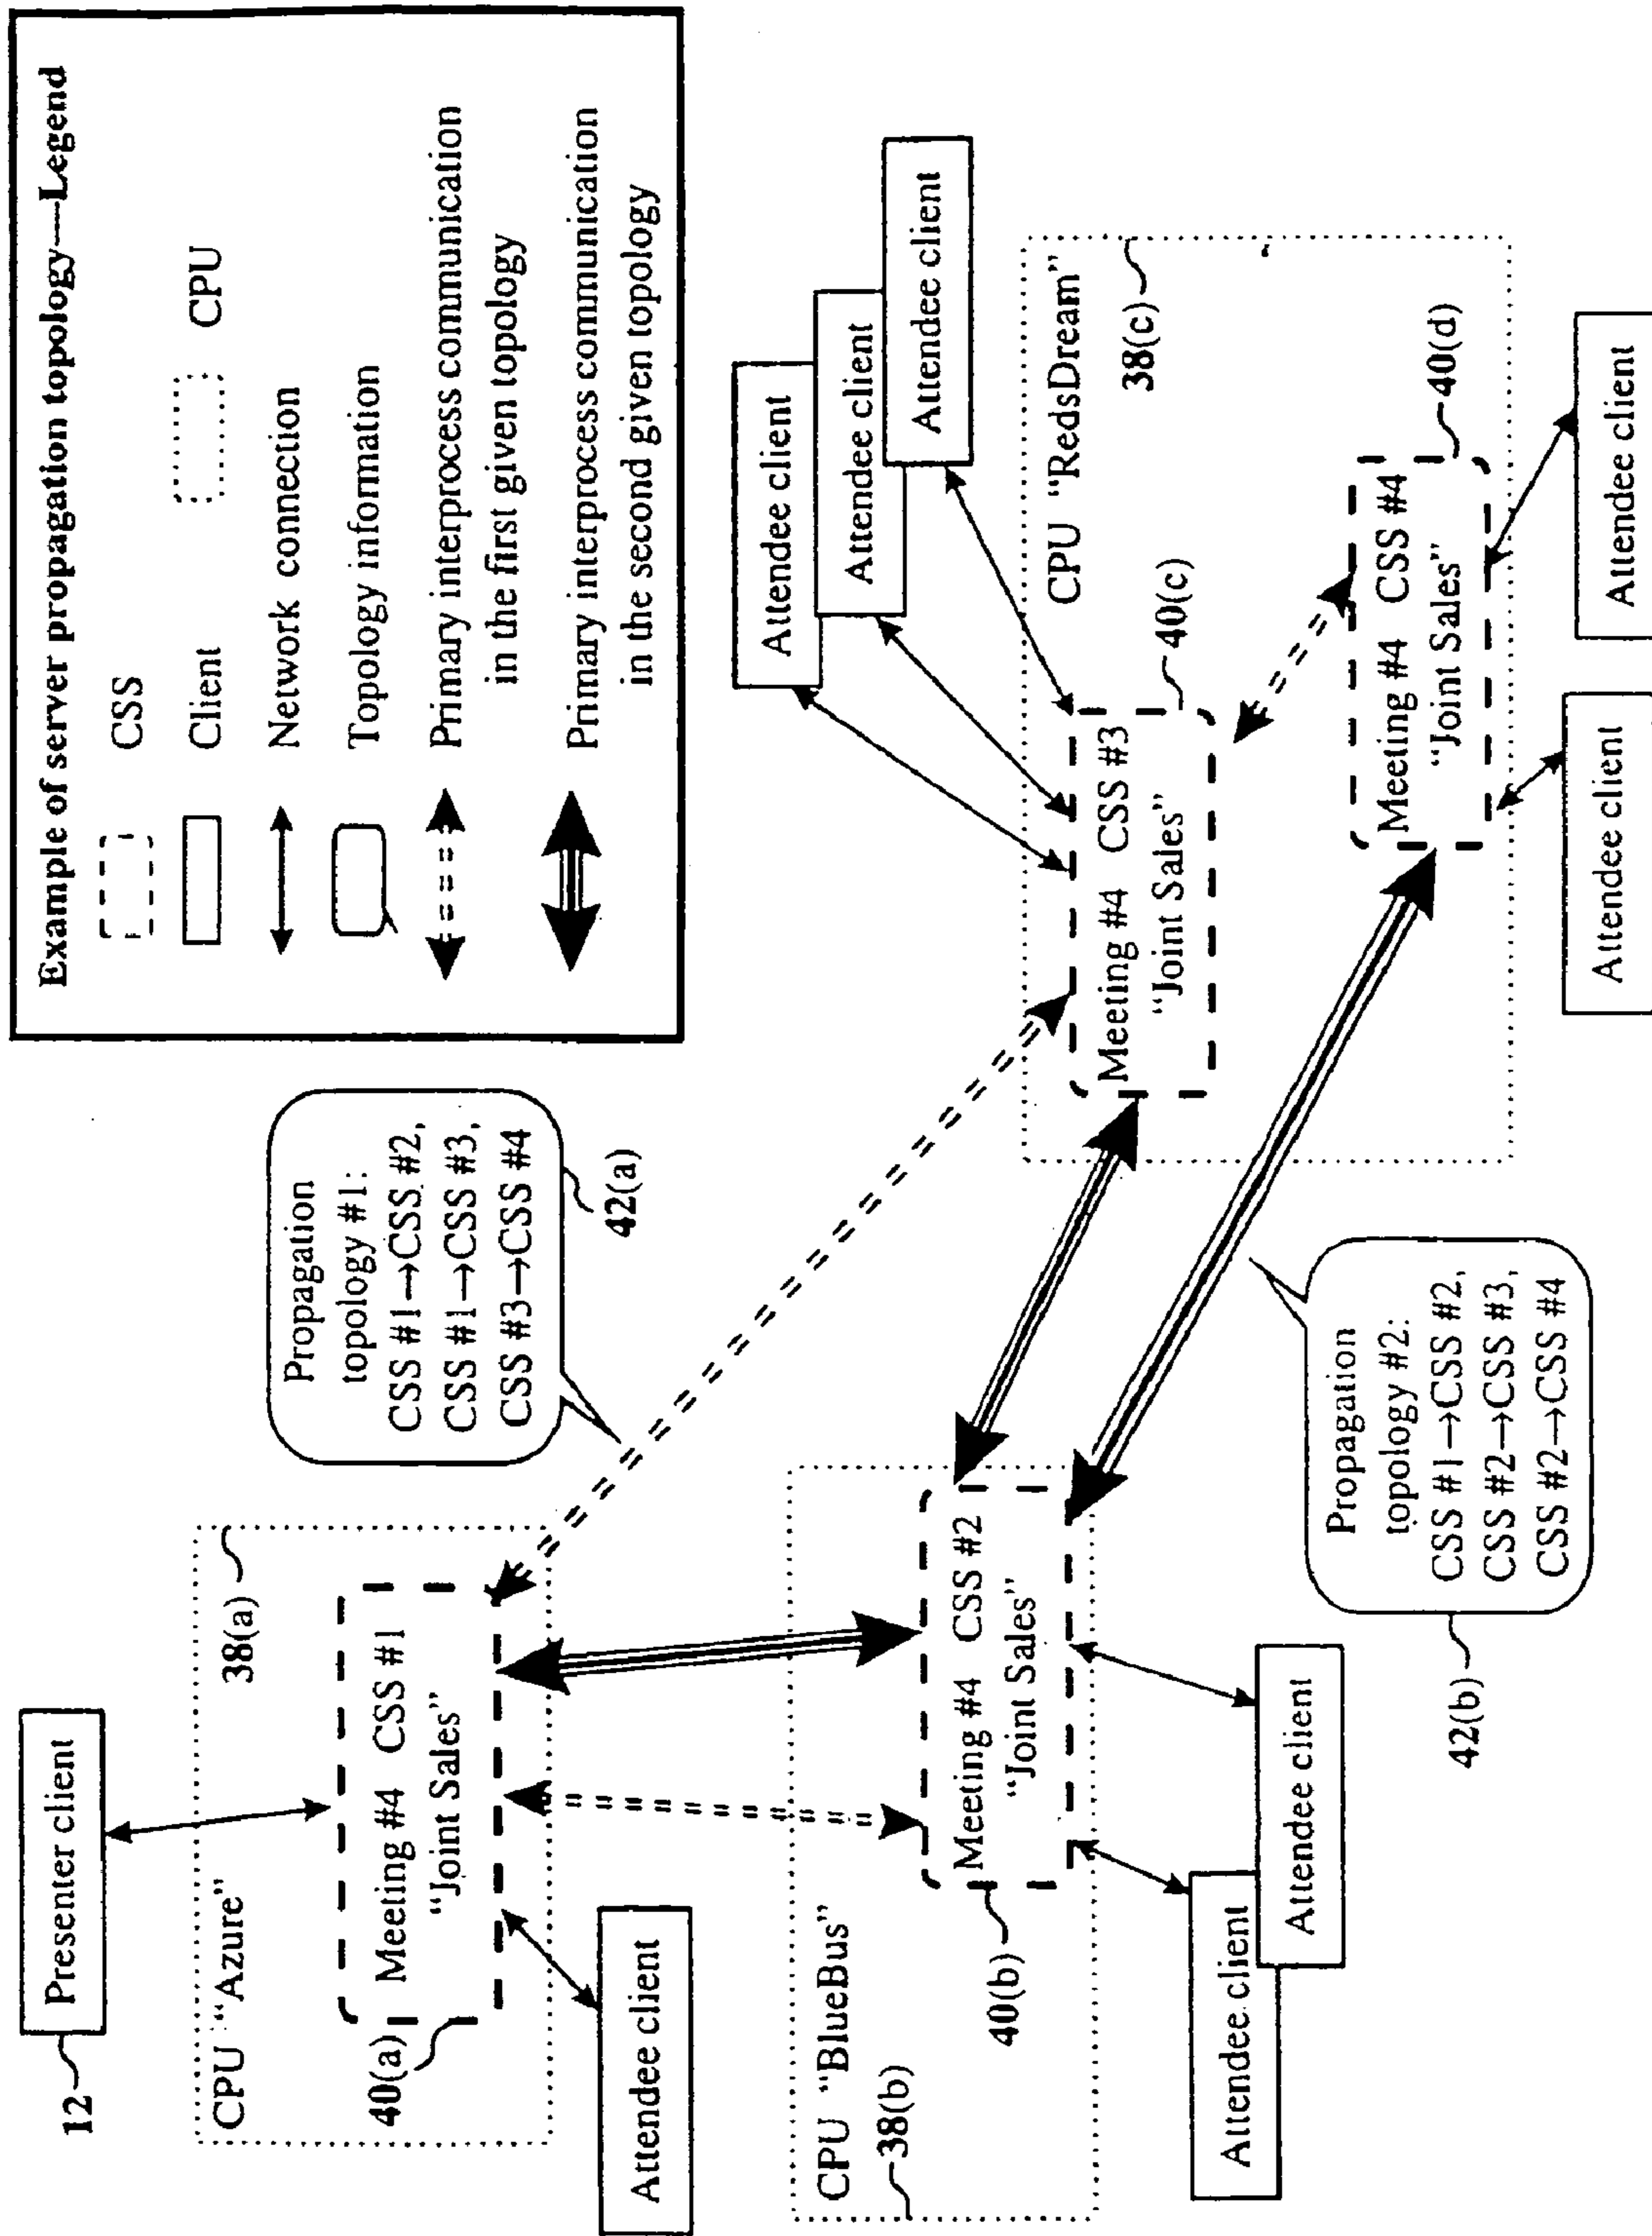 Example of server propagation topology—Legend
CSS
Client
CPU
Network connection
Topology information
Primary interprocess communication
in the first given topology
Primary interprocess communication
in the second given topology
Presenter client
12
CPU "Azure"
38(a)
Meeting #4 CSS #1
"Joint Sales"
40(a)
Attendee client
Propagation
topology #1:
CSS #1→CSS #2,
CSS #1→CSS #3,
CSS #3→CSS #4
42(a)
CPU "BlueBus"
38(b)
Meeting #4 CSS #2
"Joint Sales"
40(b)
Attendee client
Attendee client
Propagation
topology #2:
CSS #1→CSS #2,
CSS #2→CSS #3,
CSS #2→CSS #4
42(b)
Attendee client
Attendee client
Attendee client
CPU "RedsDream"
38(c)
Meeting #4 CSS #3
"Joint Sales"
40(c)
Meeting #4 CSS #4
"Joint Sales"
40(d)
Attendee client
Attendee client